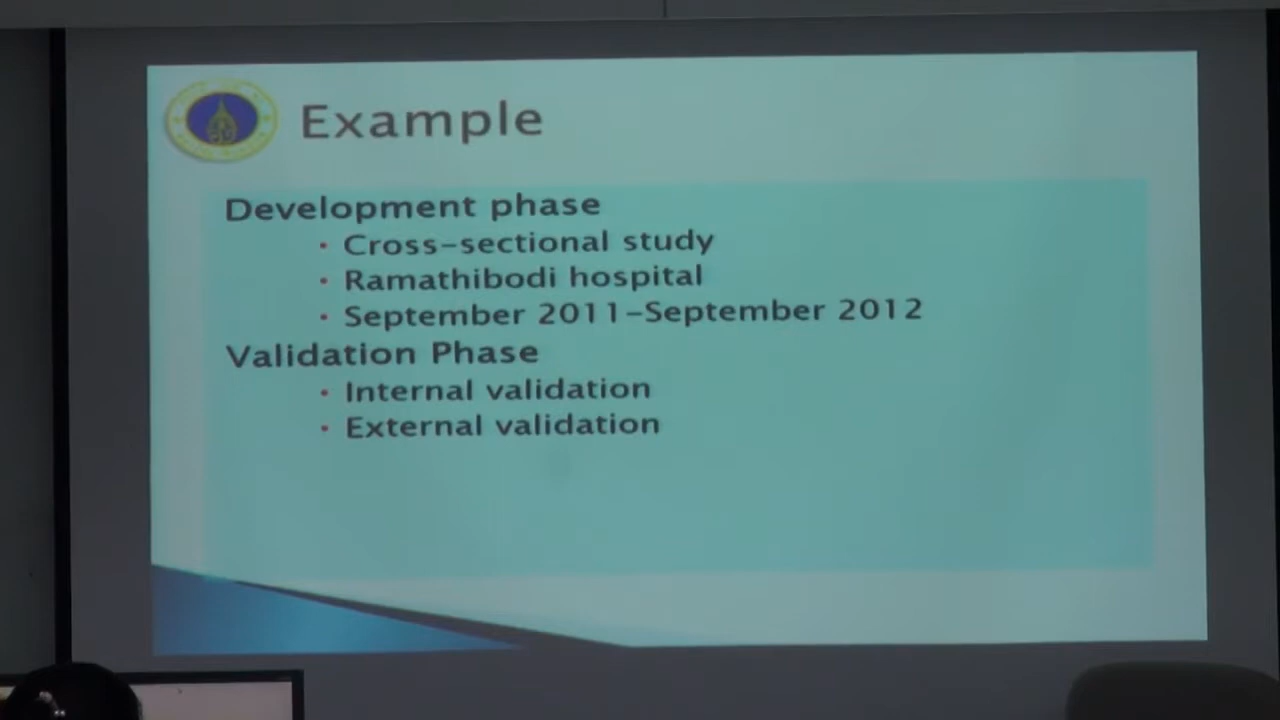 Example
Development phase
• Cross-sectional study
• Ramathibodi hospital
• September 2011-September 2012
Validation Phase
• Internal validation
• External validation